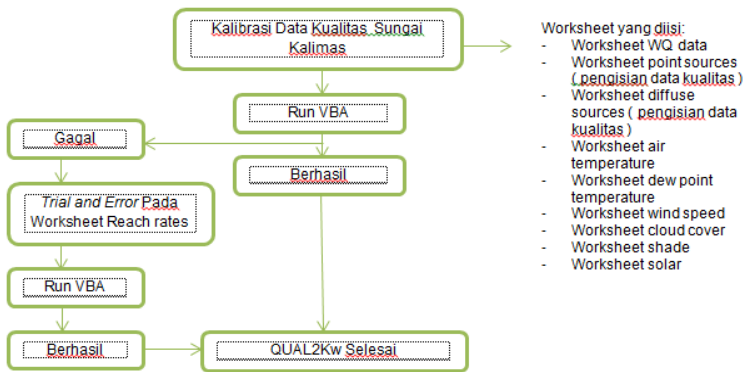 Kalibrasi Data Kualitas Sungai
Kalimas
Run VBA
Gagal
Berhasil
Trial and Error Pada
Worksheet Reach rates
Run VBA
Berhasil
QUAL2Kw Selesai
Worksheet yang diisi:
- Worksheet WQ data
- Worksheet point sources
( pengisian data kualitas )
- Worksheet diffuse
sources ( pengisian data
kualitas )
- Worksheet air
temperature
- Worksheet dew point
temperature
- Worksheet wind speed
- Worksheet cloud cover
- Worksheet shade
- Worksheet solar